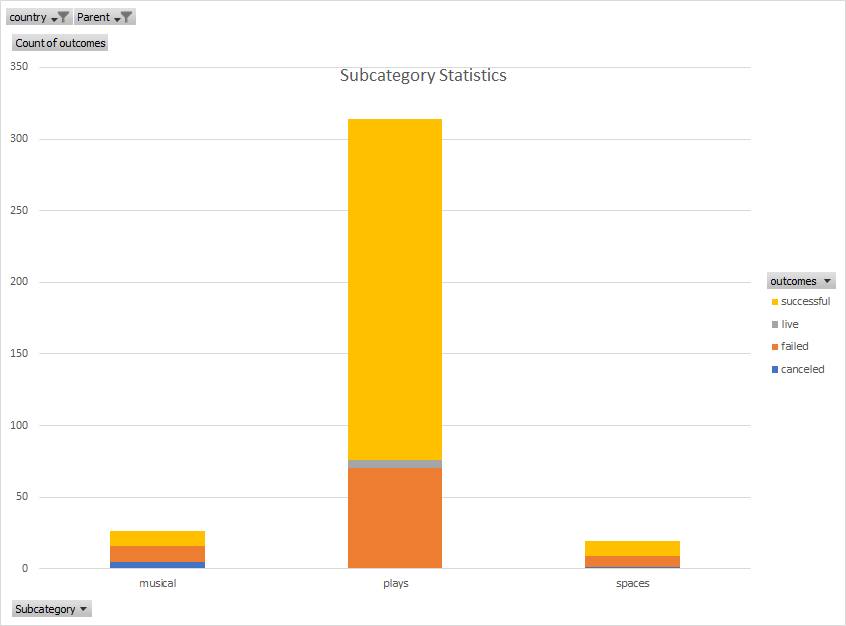 country Parent
Count of outcomes
Subcategory Statistics
350
300
250
200
150
100
50
0
musical plays spaces
outcomes
successful
live
failed
canceled
Subcategory